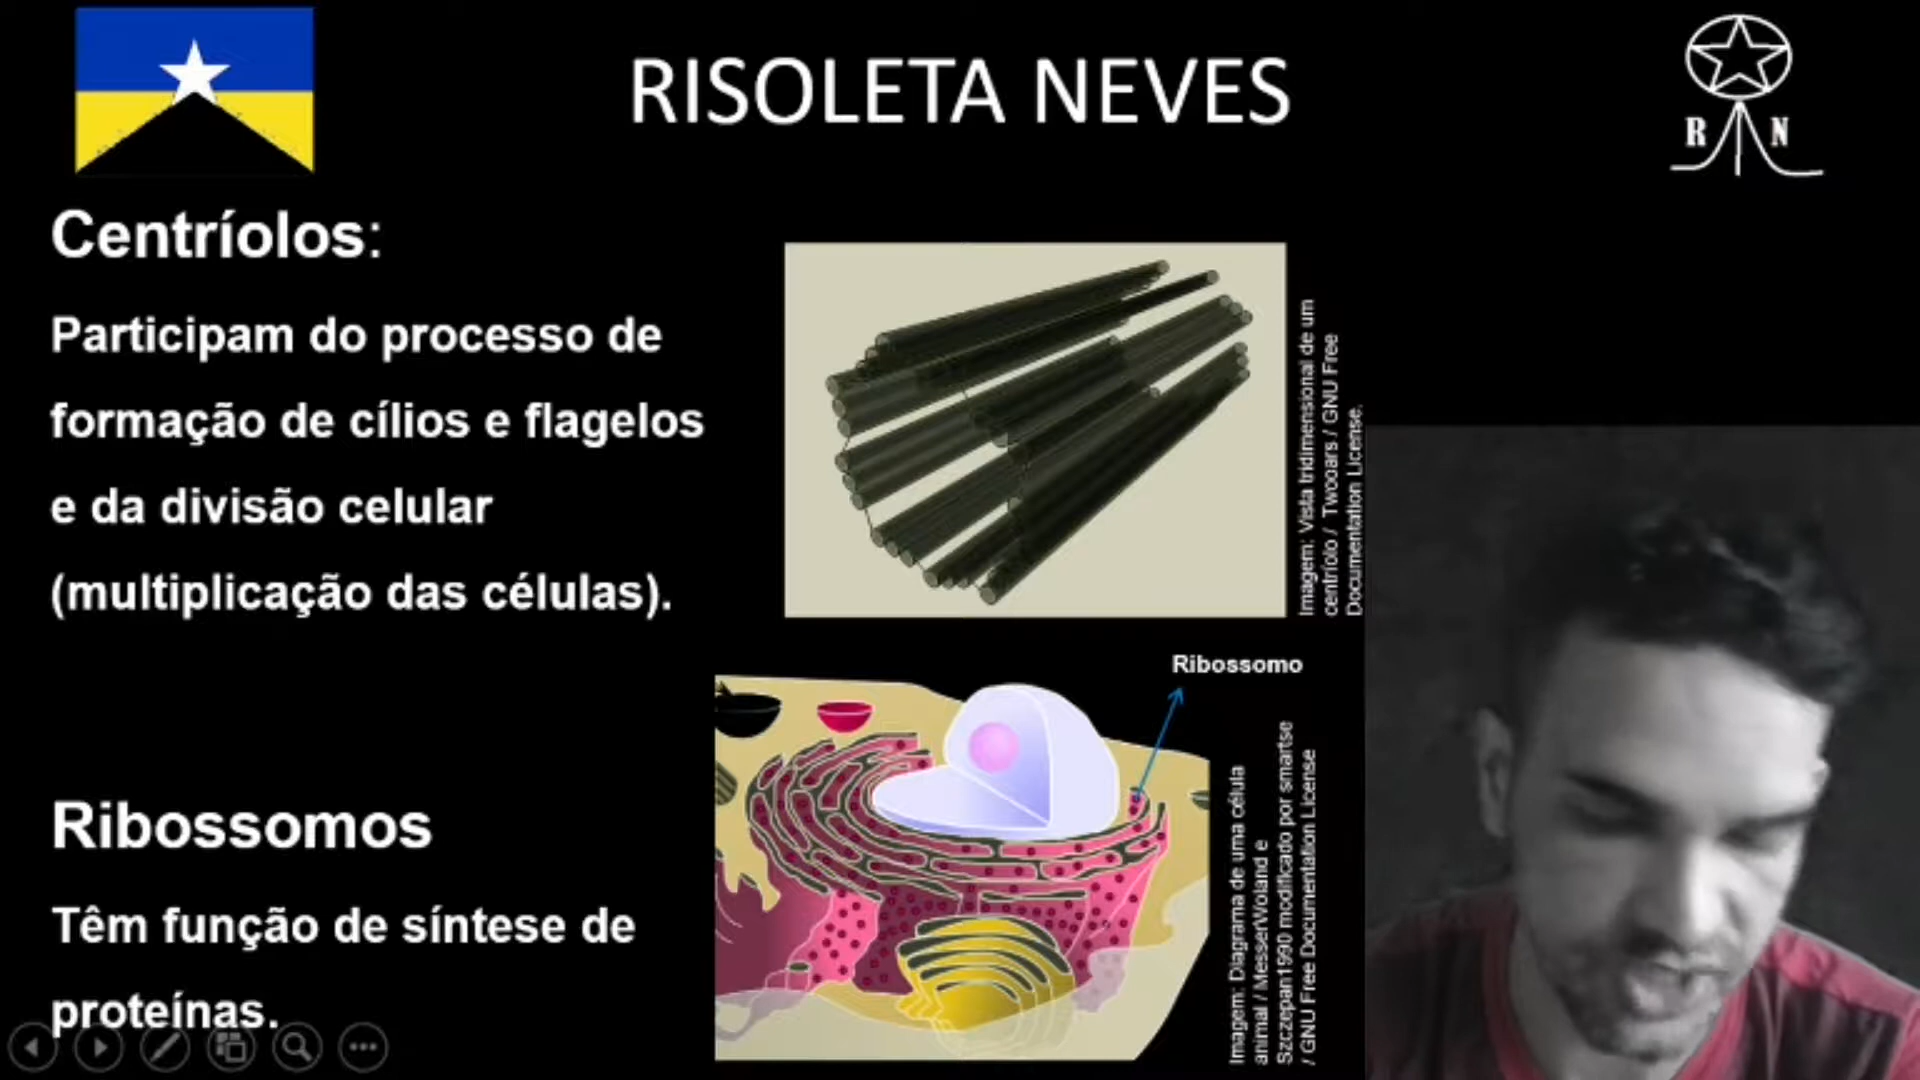 RISOLETA NEVES
R N
Centríolos:
Participam do processo de
formação de cílios e flagelos
e da divisão celular
(multiplicação das células).
Imagem: Vista tridimensional de um
centríolo / Twooars / GNU Free
Documentation License.
Ribossomo
Ribossomos
Têm função de síntese de
proteínas.
Imagem: Diagrama de uma célula
animal / MesserWoland e
Szczepan1990 modificado por smartse
/ GNU Free Documentation License